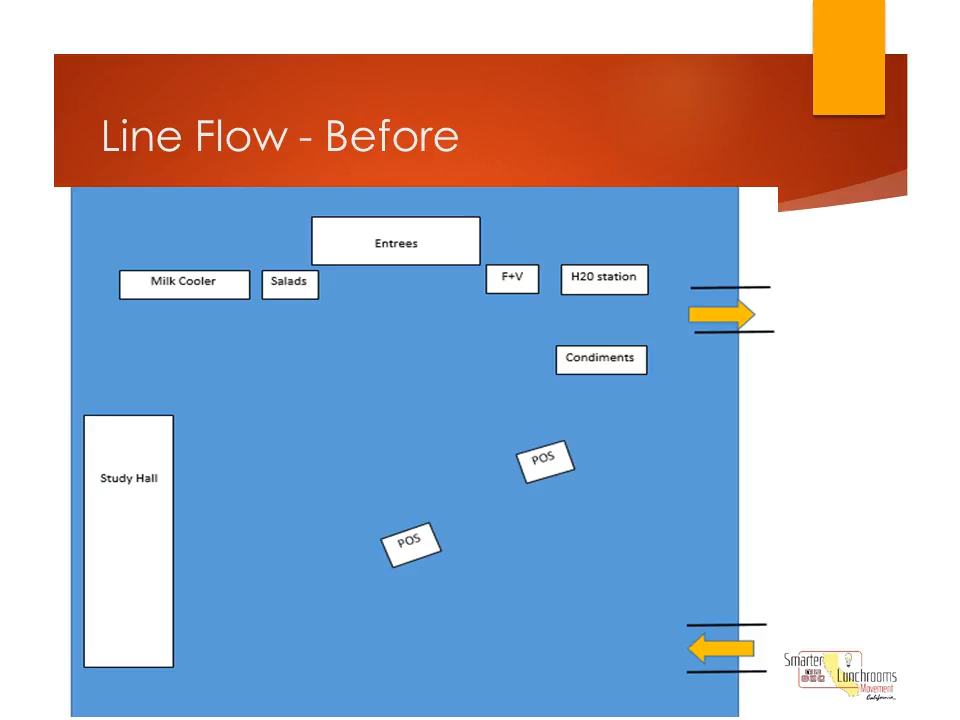 Line Flow - Before
Entrees
Milk Cooler
Salads
F+V
H20 station
Condiments
Study Hall
POS
POS
Smarter
Lunchrooms
Movement
California